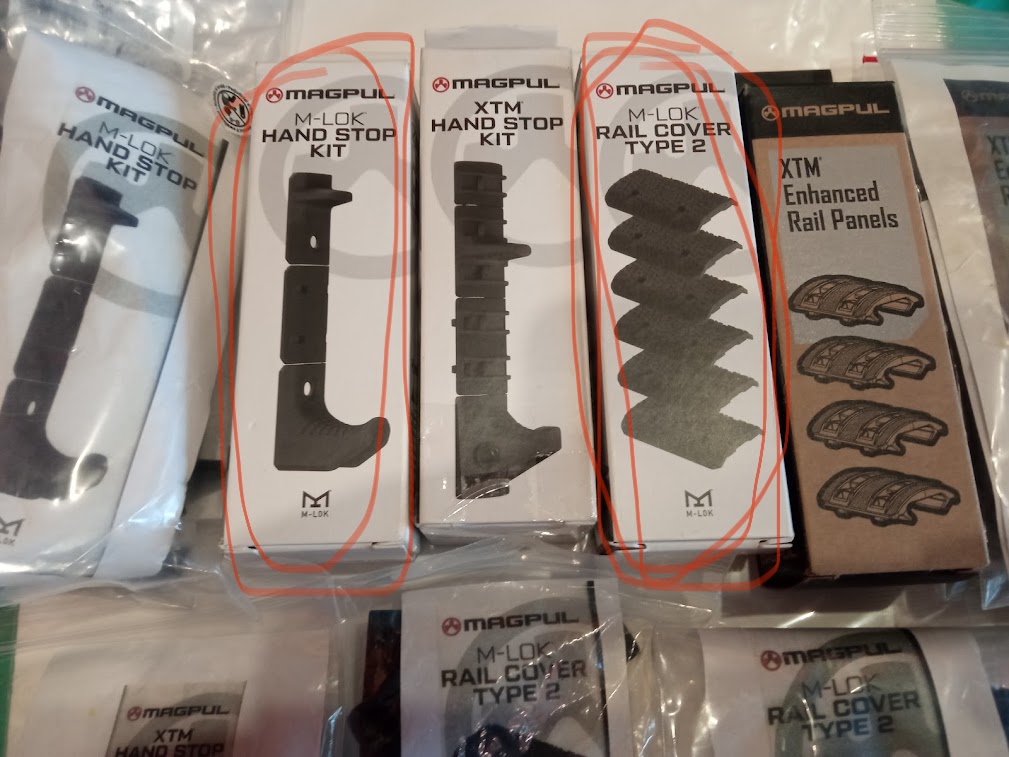 MAGPUL
M-LOK
HAND STOP
KIT
M-LOK
MAGPUL
M-LOK
HAND STOP
KIT
M-LOK
MAGPUL
XTM
HAND STOP
KIT
MAGPUL
M-LOK
RAIL COVER
TYPE 2
M-LOK
MAGPUL
XTM
Enhanced
Rail Panels
MAGPUL
XTM
HAND STOP
MAGPUL
M-LOK
RAIL COVER
TYPE 2
MAGPUL
M-LOK
RAIL COVER
TYPE 2